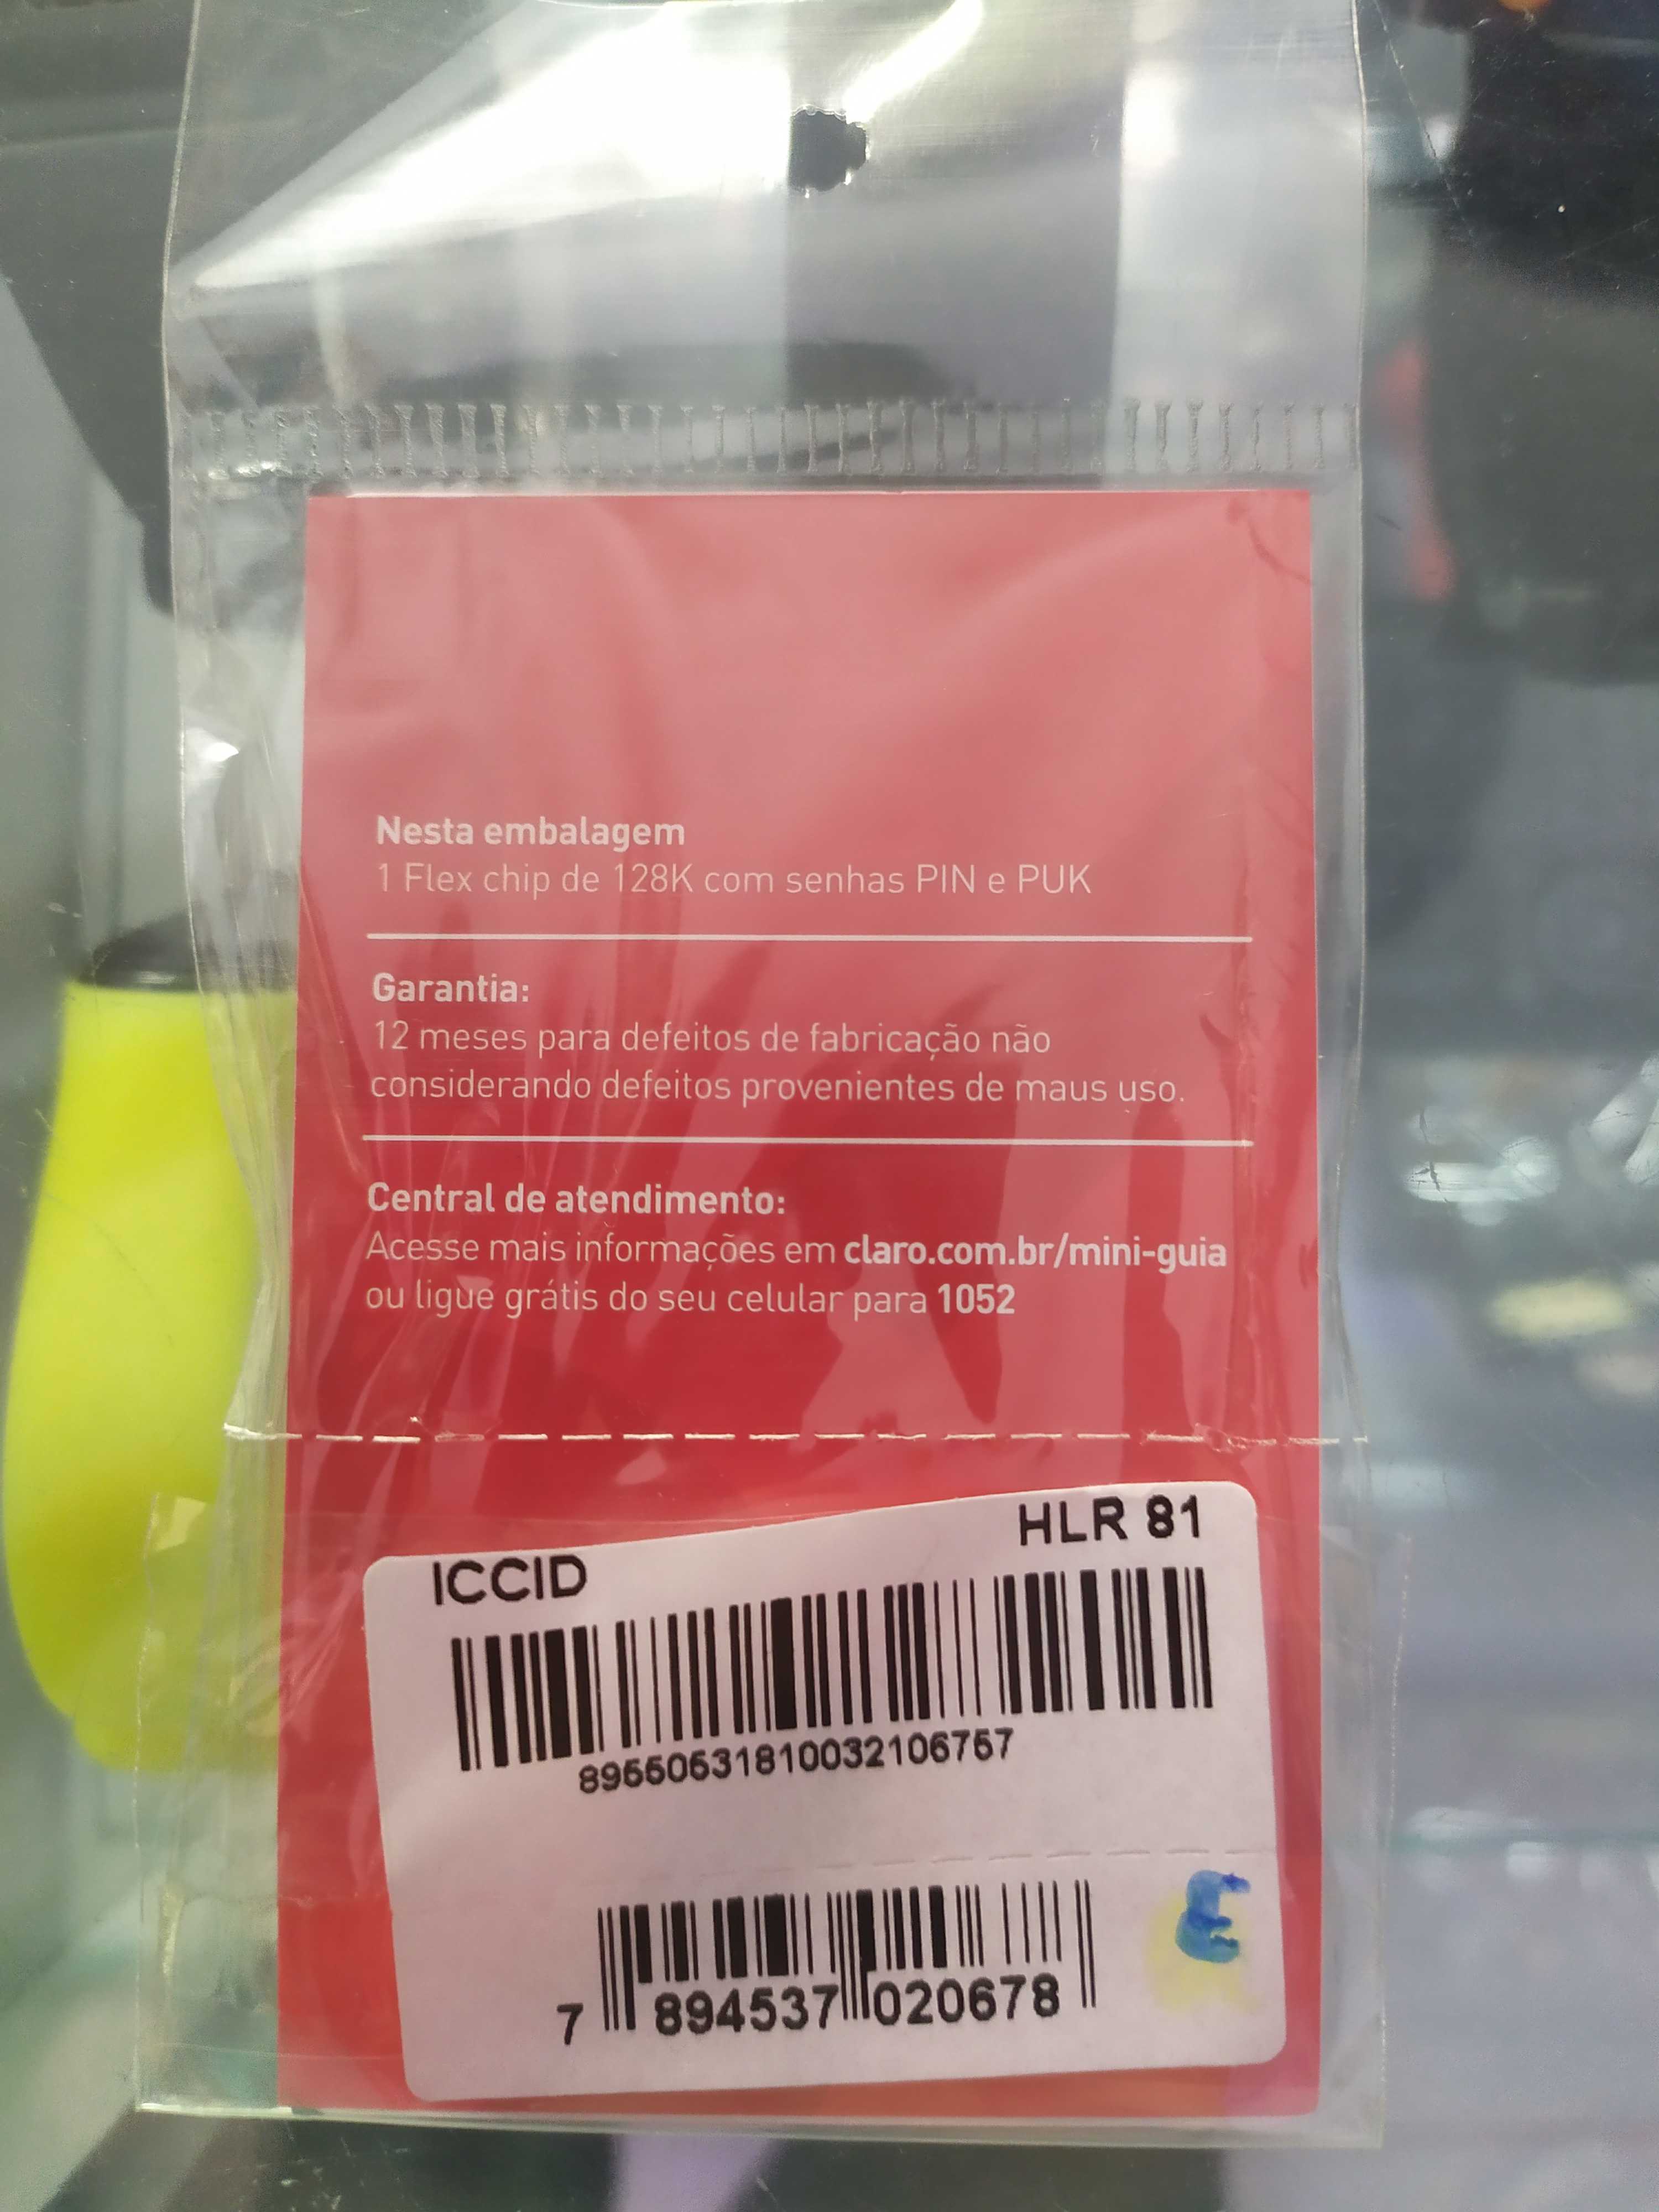 Nesta embalagem
1 Flex chip de 128K com senhas PIN e PUK
Garantia:
12 meses para defeitos de fabricação não
considerando defeitos provenientes de maus uso.
Central de atendimento:
Acesse mais informações em claro.com.br/mini-guia
ou ligue grátis do seu celular para 1052
HLR 81
ICCID
89550531810032106757
E
7 894537 020678